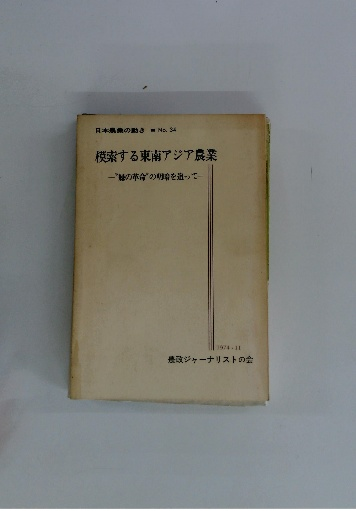 日本農業の動き ■ No. 34
模索する東南アジア農業
―“緑の革命”の明暗を追って―
1974・11
農政ジャーナリストの会